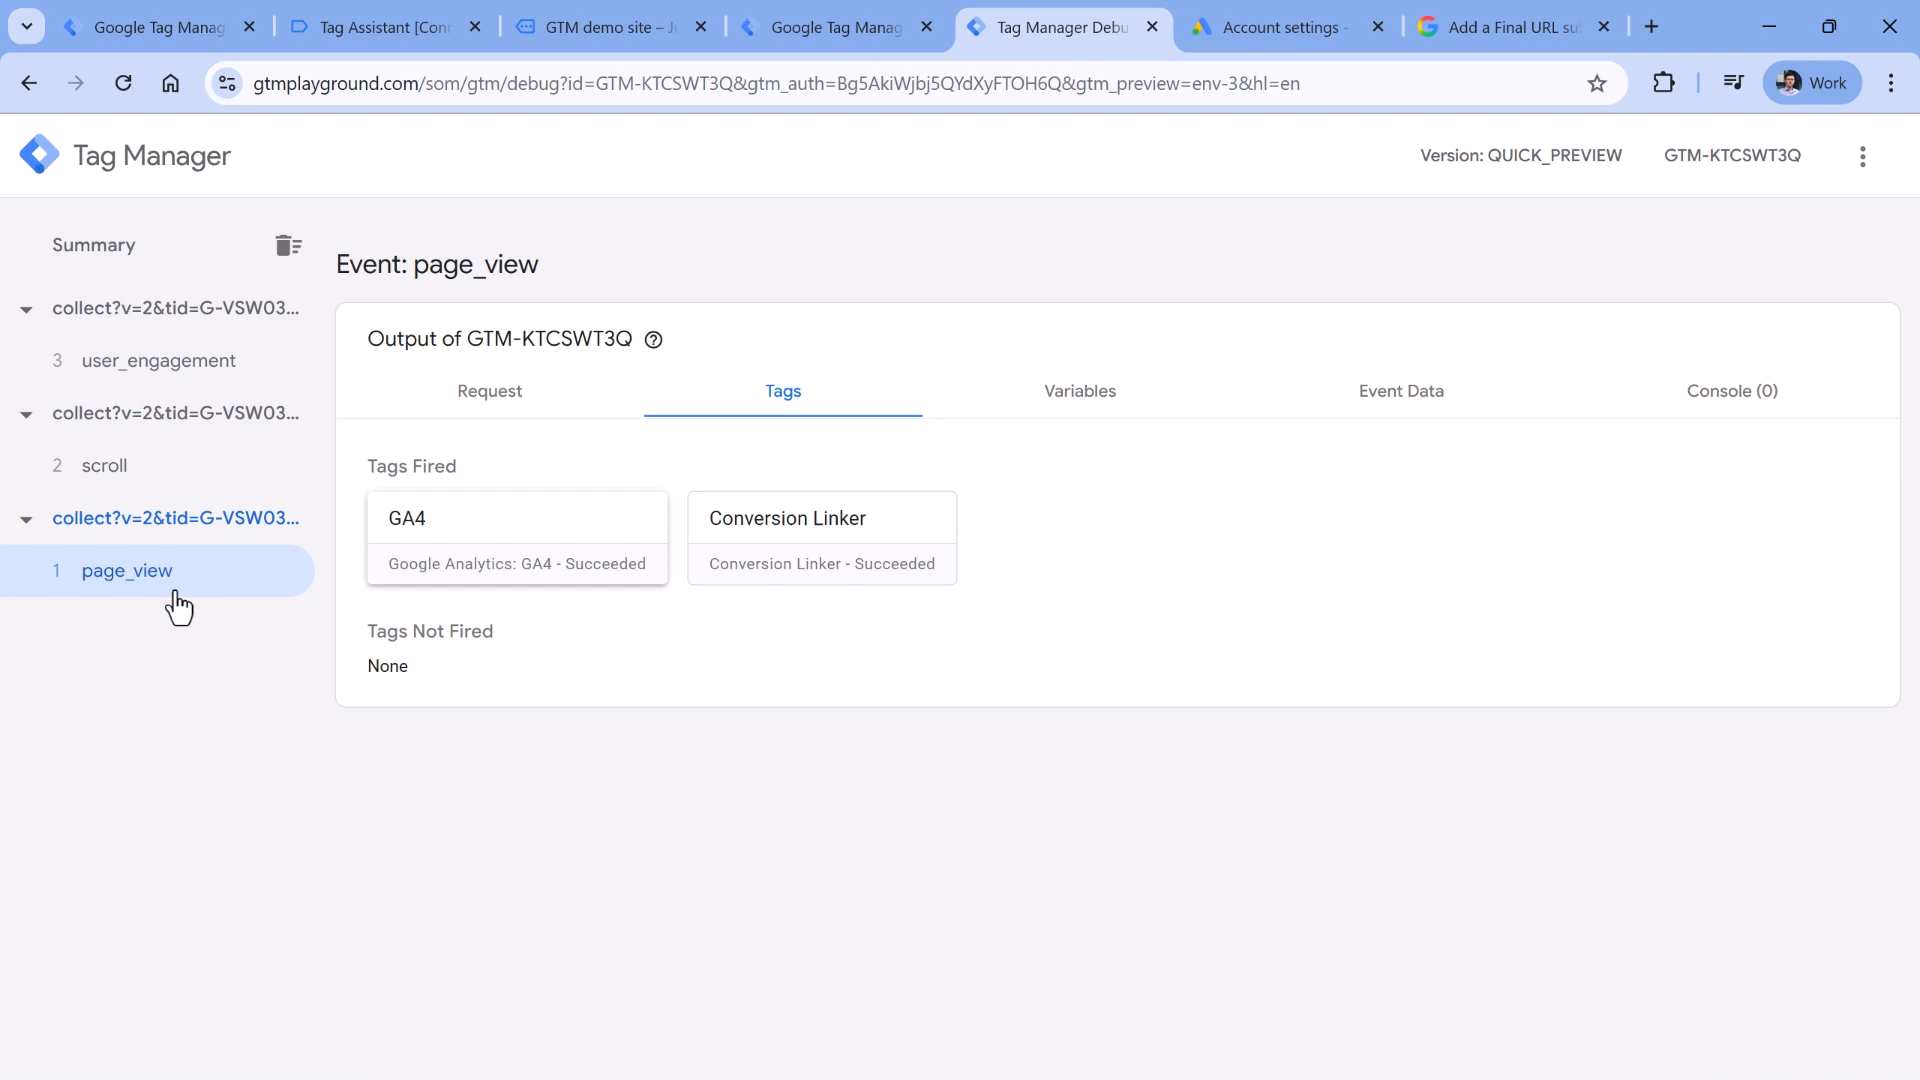 Google Tag Manag
Tag Assistant [Conn
GTM demo site – Ju
Google Tag Manag
Tag Manager Debu
Account settings -
Add a Final URL suf
gtmplayground.com/som/gtm/debug?id=GTM-KTCSWT3Q&gtm_auth=Bg5AkiWjbj5QYdXyFTOH6Q&gtm_preview=env-3&hl=en
Work
Tag Manager
Version: QUICK_PREVIEW
GTM-KTCSWT3Q
Summary
collect?v=2&tid=G-VSW03...
3 user_engagement
collect?v=2&tid=G-VSW03...
2 scroll
collect?v=2&tid=G-VSW03...
1 page_view
Event: page_view
Output of GTM-KTCSWT3Q
Request
Tags
Variables
Event Data
Console (0)
Tags Fired
GA4
Google Analytics: GA4 - Succeeded
Conversion Linker
Conversion Linker - Succeeded
Tags Not Fired
None